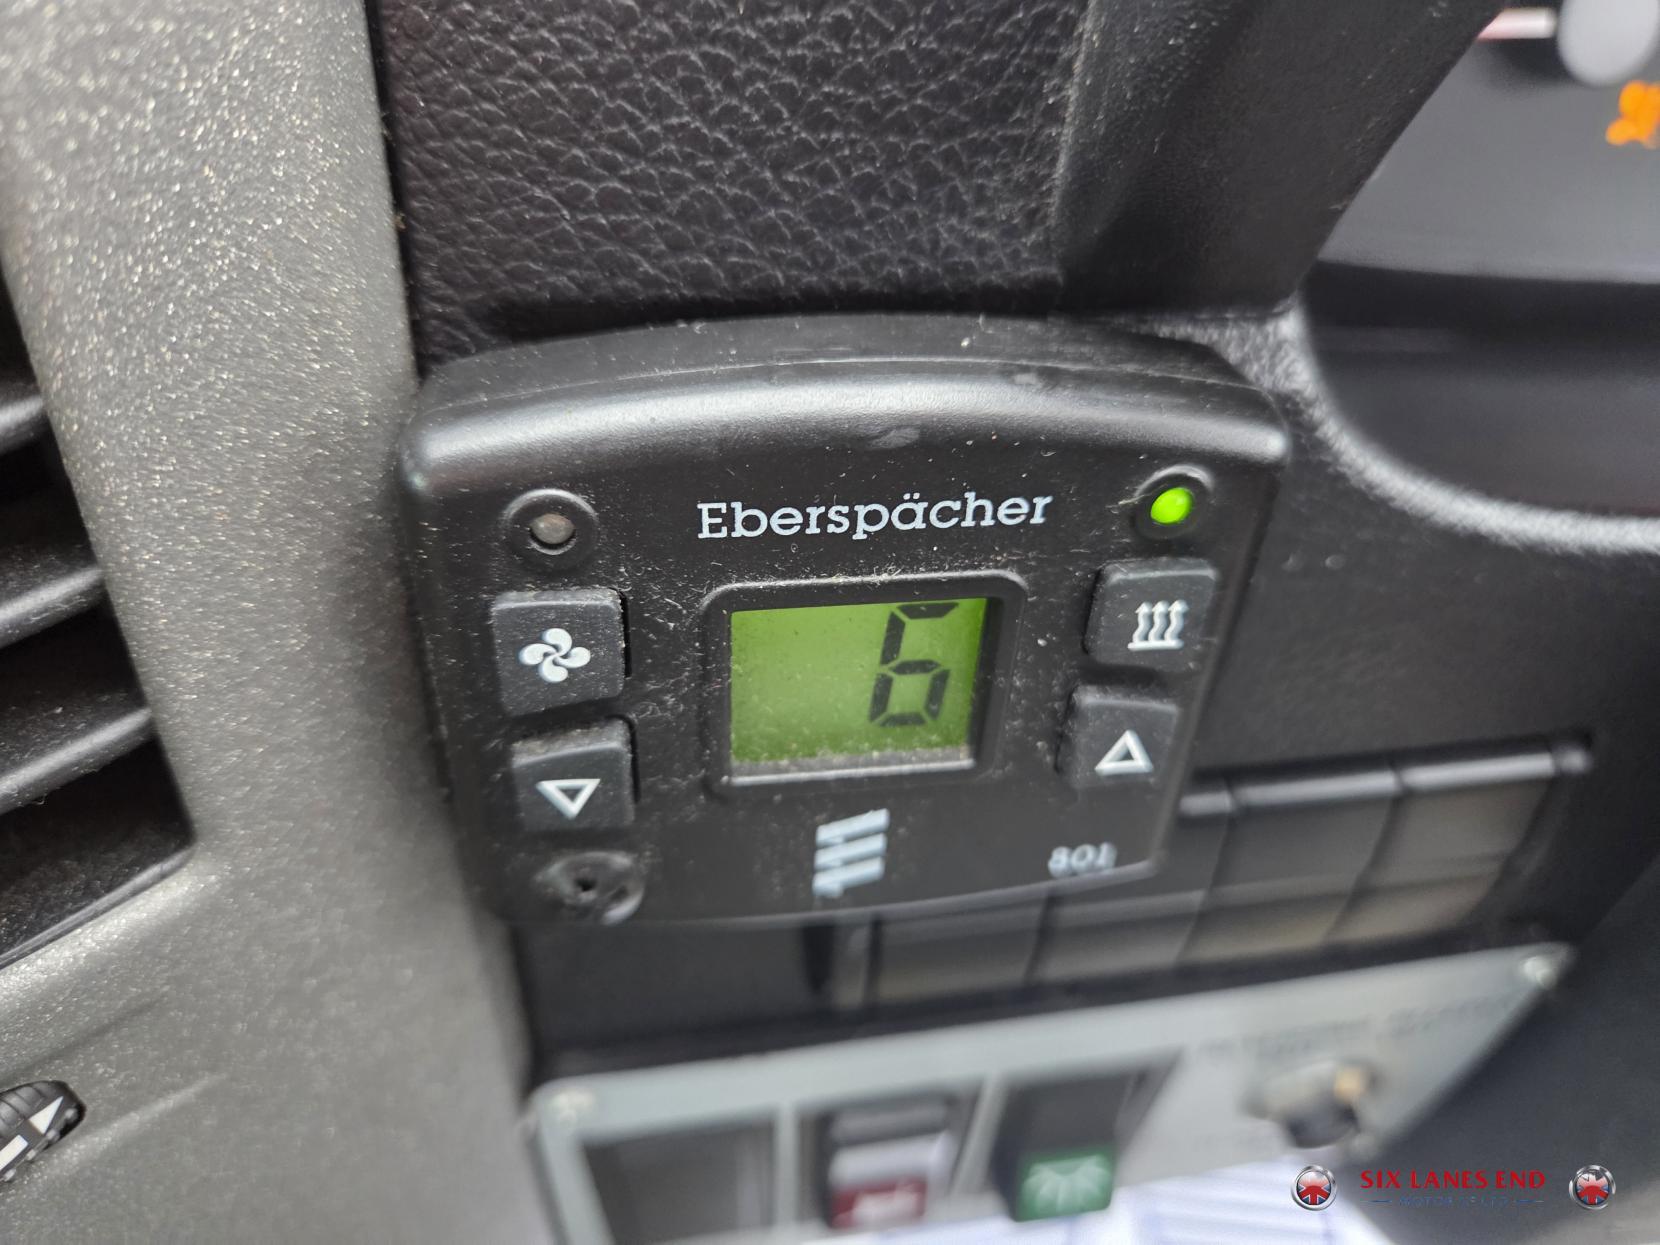 Eberspächer
6
801
SIX LANES END